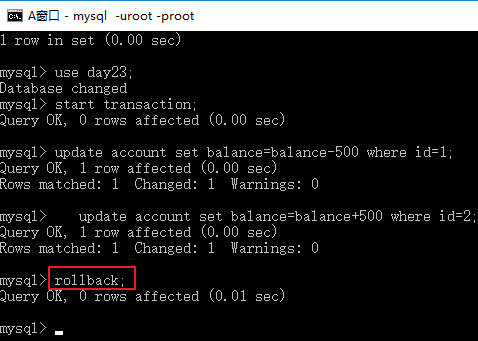 A窗口 - mysql  -uroot -proot
1 row in set (0.00 sec)
mysql> use day23;
Database changed
mysql> start transaction;
Query OK, 0 rows affected (0.00 sec)
mysql> update account set balance=balance-500 where id=1;
Query OK, 1 row affected (0.00 sec)
Rows matched: 1  Changed: 1  Warnings: 0
mysql>    update account set balance=balance+500 where id=2;
Query OK, 1 row affected (0.00 sec)
Rows matched: 1  Changed: 1  Warnings: 0
mysql> rollback;
Query OK, 0 rows affected (0.01 sec)
mysql>